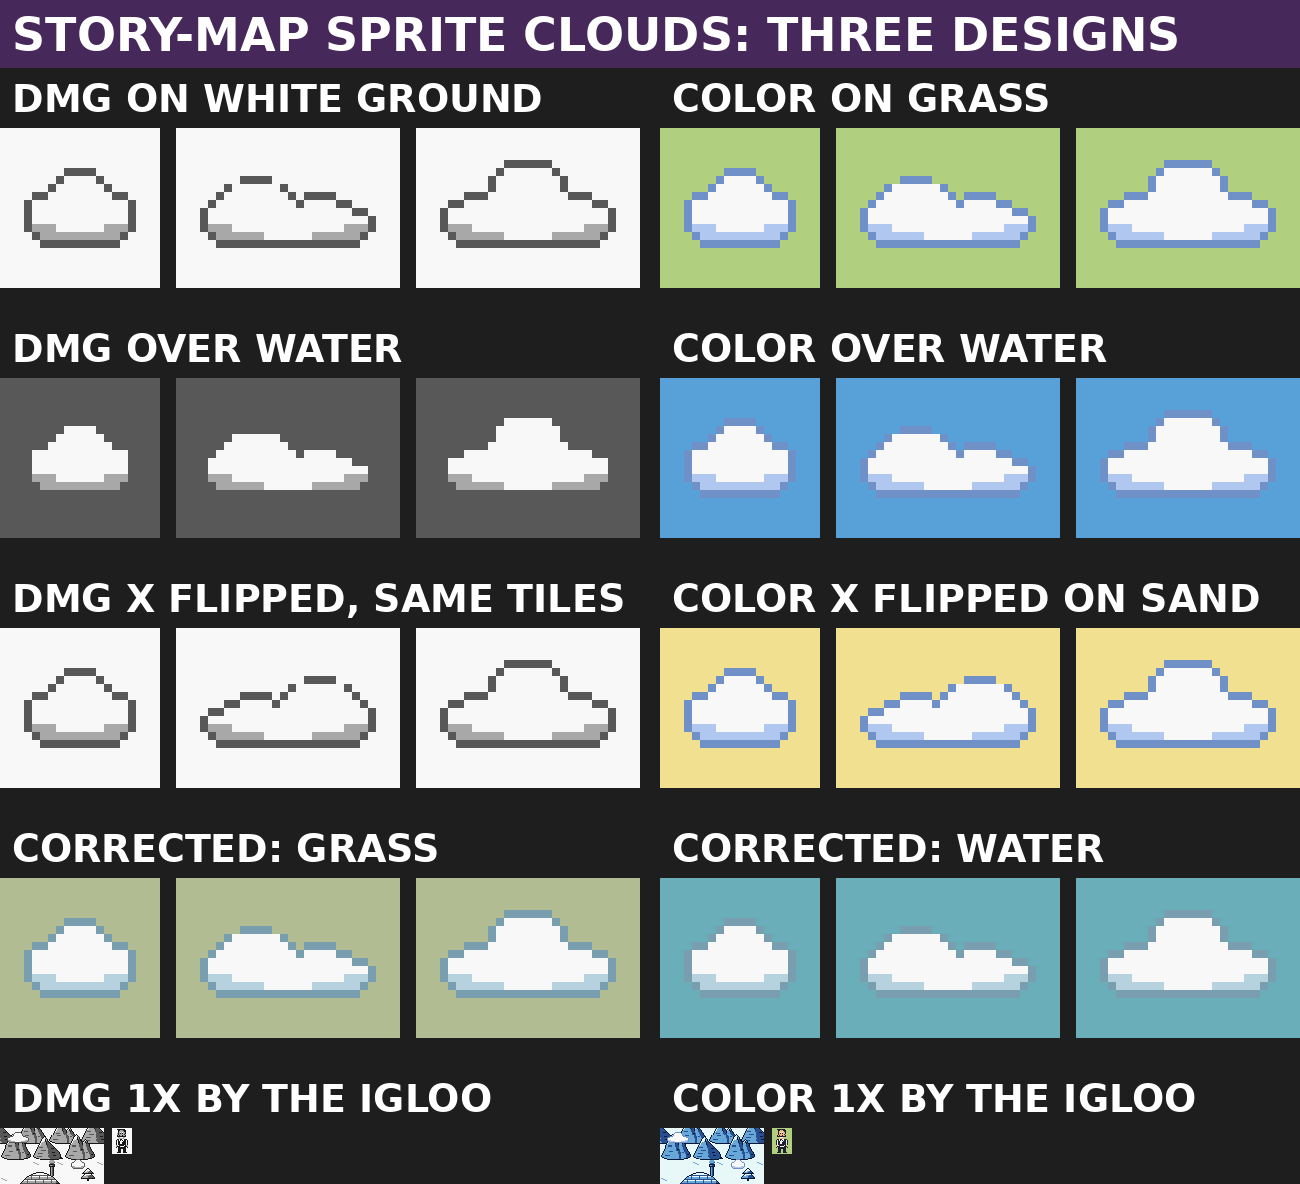 STORY-MAP SPRITE CLOUDS: THREE DESIGNS
DMG ON WHITE GROUND
COLOR ON GRASS
DMG OVER WATER
COLOR OVER WATER
DMG X FLIPPED, SAME TILES
COLOR X FLIPPED ON SAND
CORRECTED: GRASS
CORRECTED: WATER
DMG 1X BY THE IGLOO
COLOR 1X BY THE IGLOO